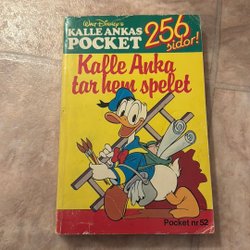 Walt Disney's
KALLE ANKAS
POCKET
256
sidor!
Kalle Anka
tar hem spelet
Pocket nr 52